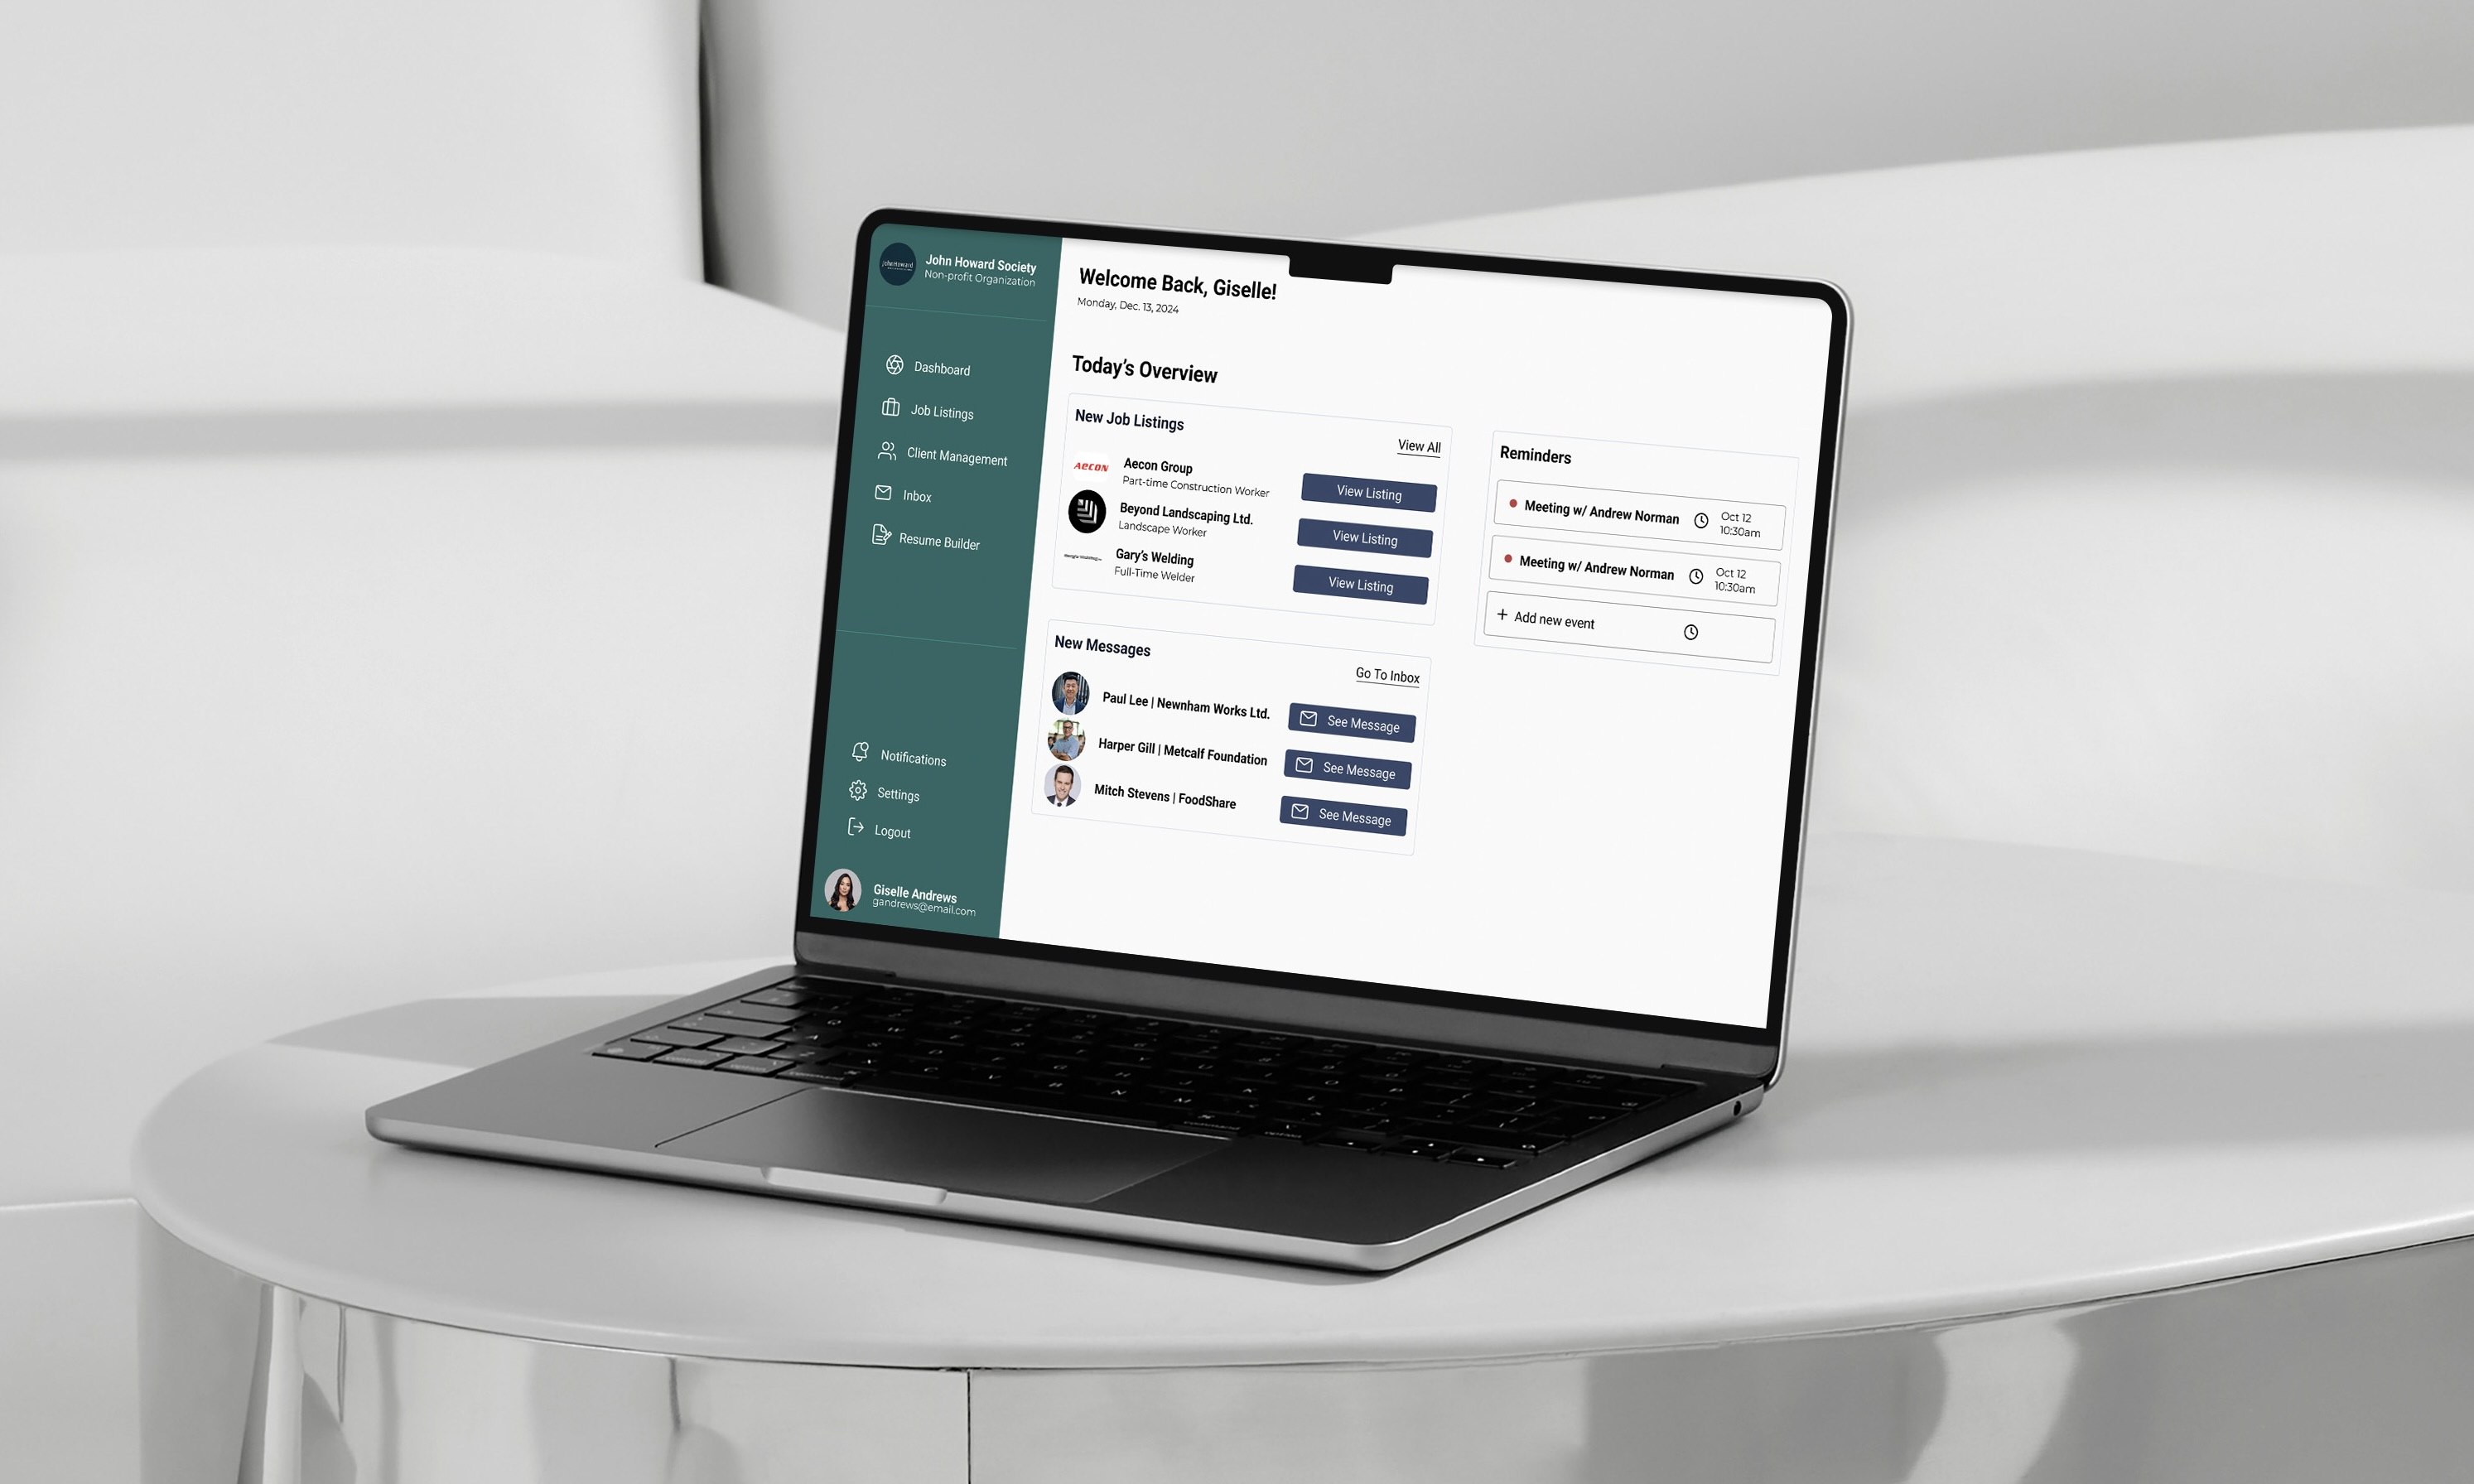 John Howard Society
Non-profit Organization
Dashboard
Job Listings
Client Management
Inbox
Resume Builder
Notifications
Settings
Logout
Giselle Andrews
gandrews@email.com
Welcome Back, Giselle!
Monday, Dec. 13, 2024
Today's Overview
New Job Listings
View All
AECON
Aecon Group
Part-time Construction Worker
View Listing
Beyond Landscaping Ltd.
Landscape Worker
View Listing
Gary's Welding
Full-Time Welder
View Listing
New Messages
Go To Inbox
Paul Lee | Newnham Works Ltd.
See Message
Harper Gill | Metcalf Foundation
See Message
Mitch Stevens | FoodShare
See Message
Reminders
Meeting w/ Andrew Norman
Oct 12
10:30am
Meeting w/ Andrew Norman
Oct 12
10:30am
+ Add new event